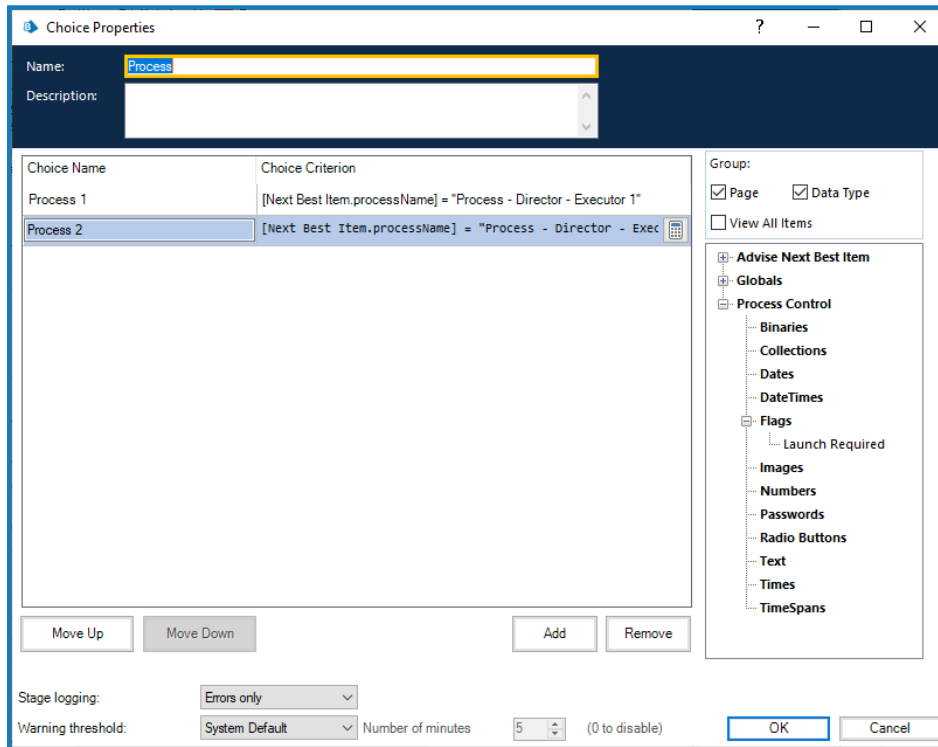 Choice Properties
?
Name:
Process
Description:
Choice Name
Choice Criterion
Process 1
[Next Best Item.processName] = "Process - Director - Executor 1"
Process 2
[Next Best Item.processName] = "Process - Director - Exec
Group:
Page
Data Type
View All Items
Advise Next Best Item
Globals
Process Control
Binaries
Collections
Dates
DateTimes
Flags
Launch Required
Images
Numbers
Passwords
Radio Buttons
Text
Times
TimeSpans
Move Up
Move Down
Add
Remove
Stage logging:
Errors only
Warning threshold:
System Default
Number of minutes
5
(0 to disable)
OK
Cancel